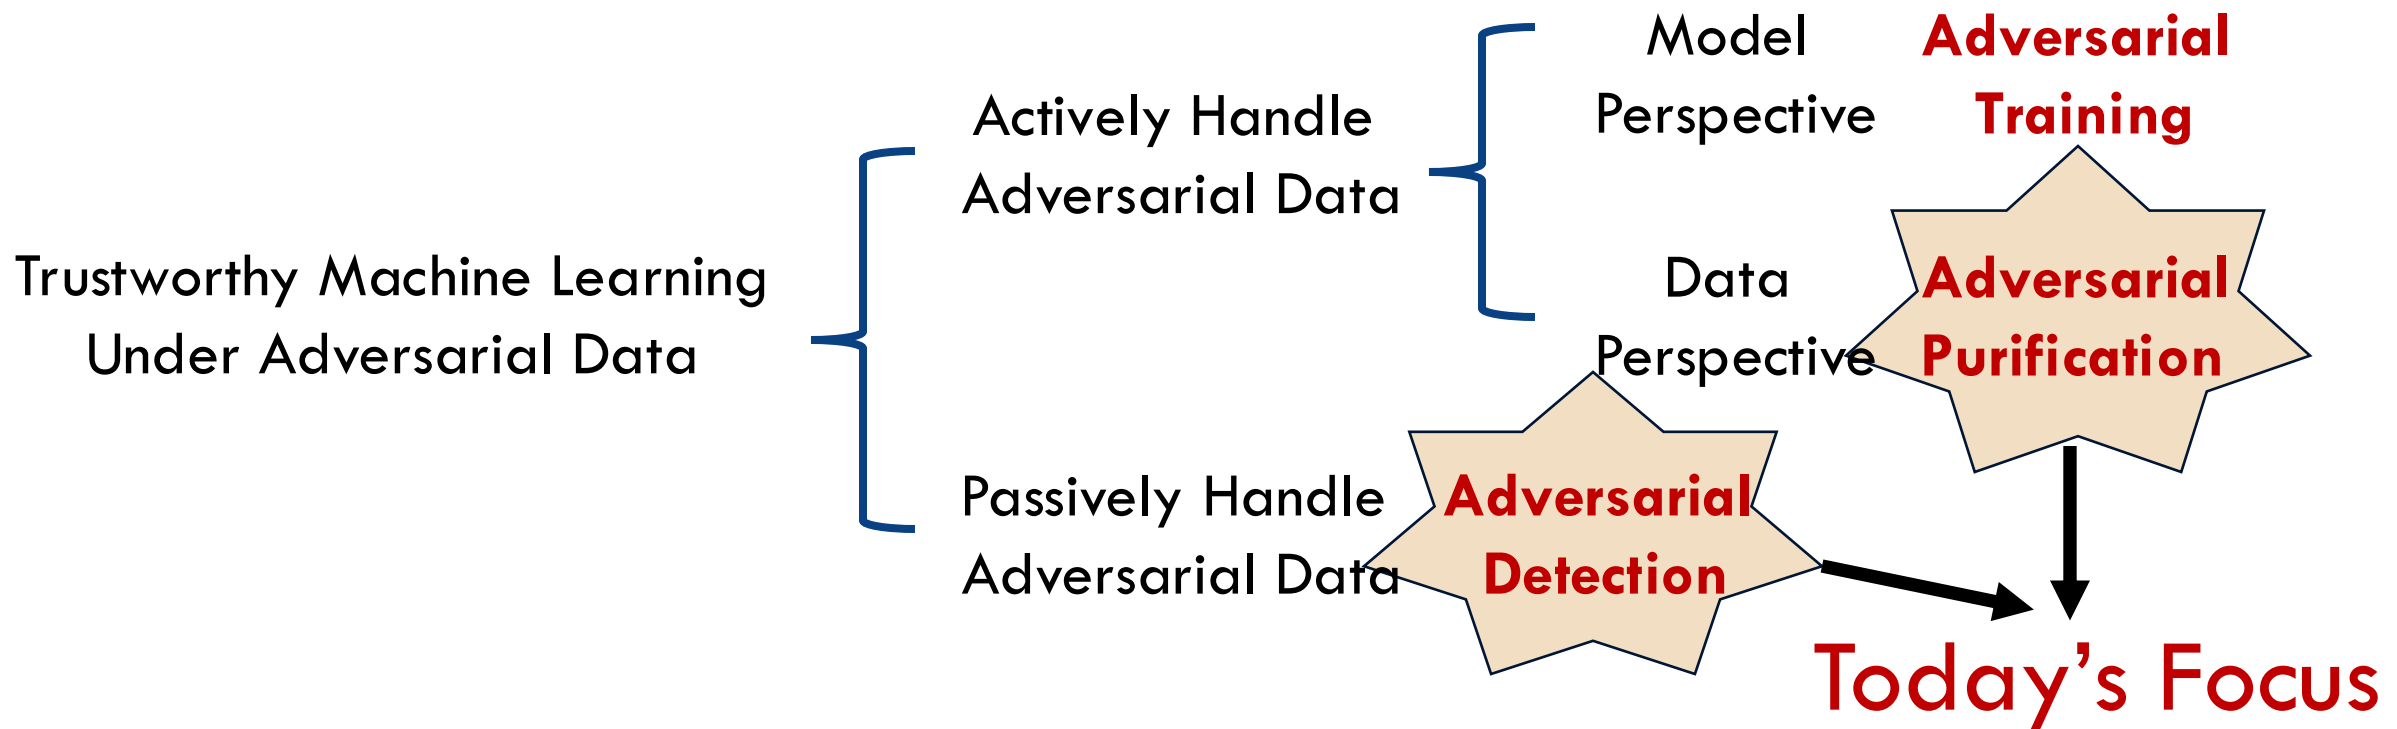 Trustworthy Machine Learning
Under Adversarial Data
Actively Handle
Adversarial Data
Model
Perspective
Adversarial
Training
Data
Perspective
Adversarial
Purification
Passively Handle
Adversarial Data
Adversarial
Detection
Today’s Focus